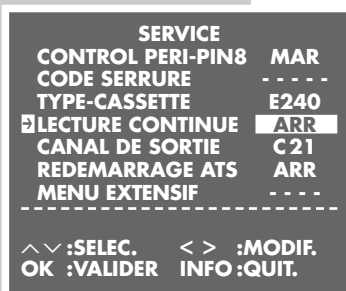 SERVICE
CONTROL PERI-PIN8 MAR
CODE SERRURE - - - - -
TYPE-CASSETTE E240
LECTURE CONTINUE ARR
CANAL DE SORTIE C21
REDEMARRAGE ATS ARR
MENU EXTENSIF - - - -
:SELEC. < > :MODIF.
OK :VALIDER INFO :QUIT.